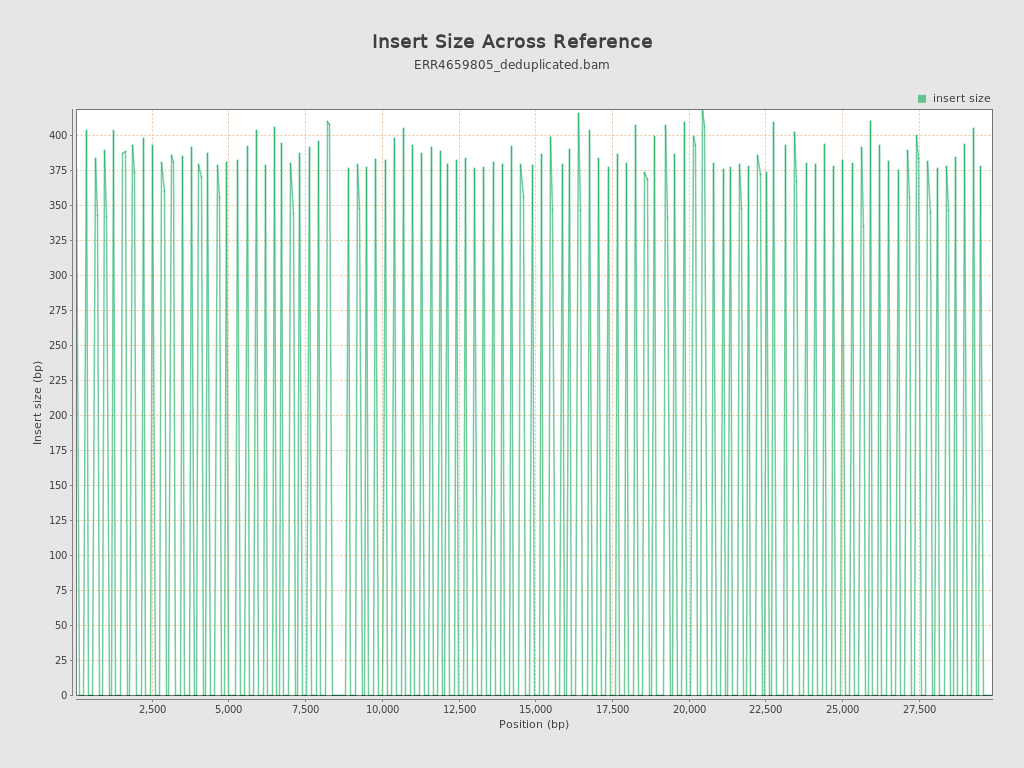 Insert Size Across Reference
ERR4659805_deduplicated.bam
insert size
400
375
350
325
300
275
250
225
200
175
150
125
100
75
50
25
0
Insert size (bp)
2,500 5,000 7,500 10,000 12,500 15,000 17,500 20,000 22,500 25,000 27,500
Position (bp)